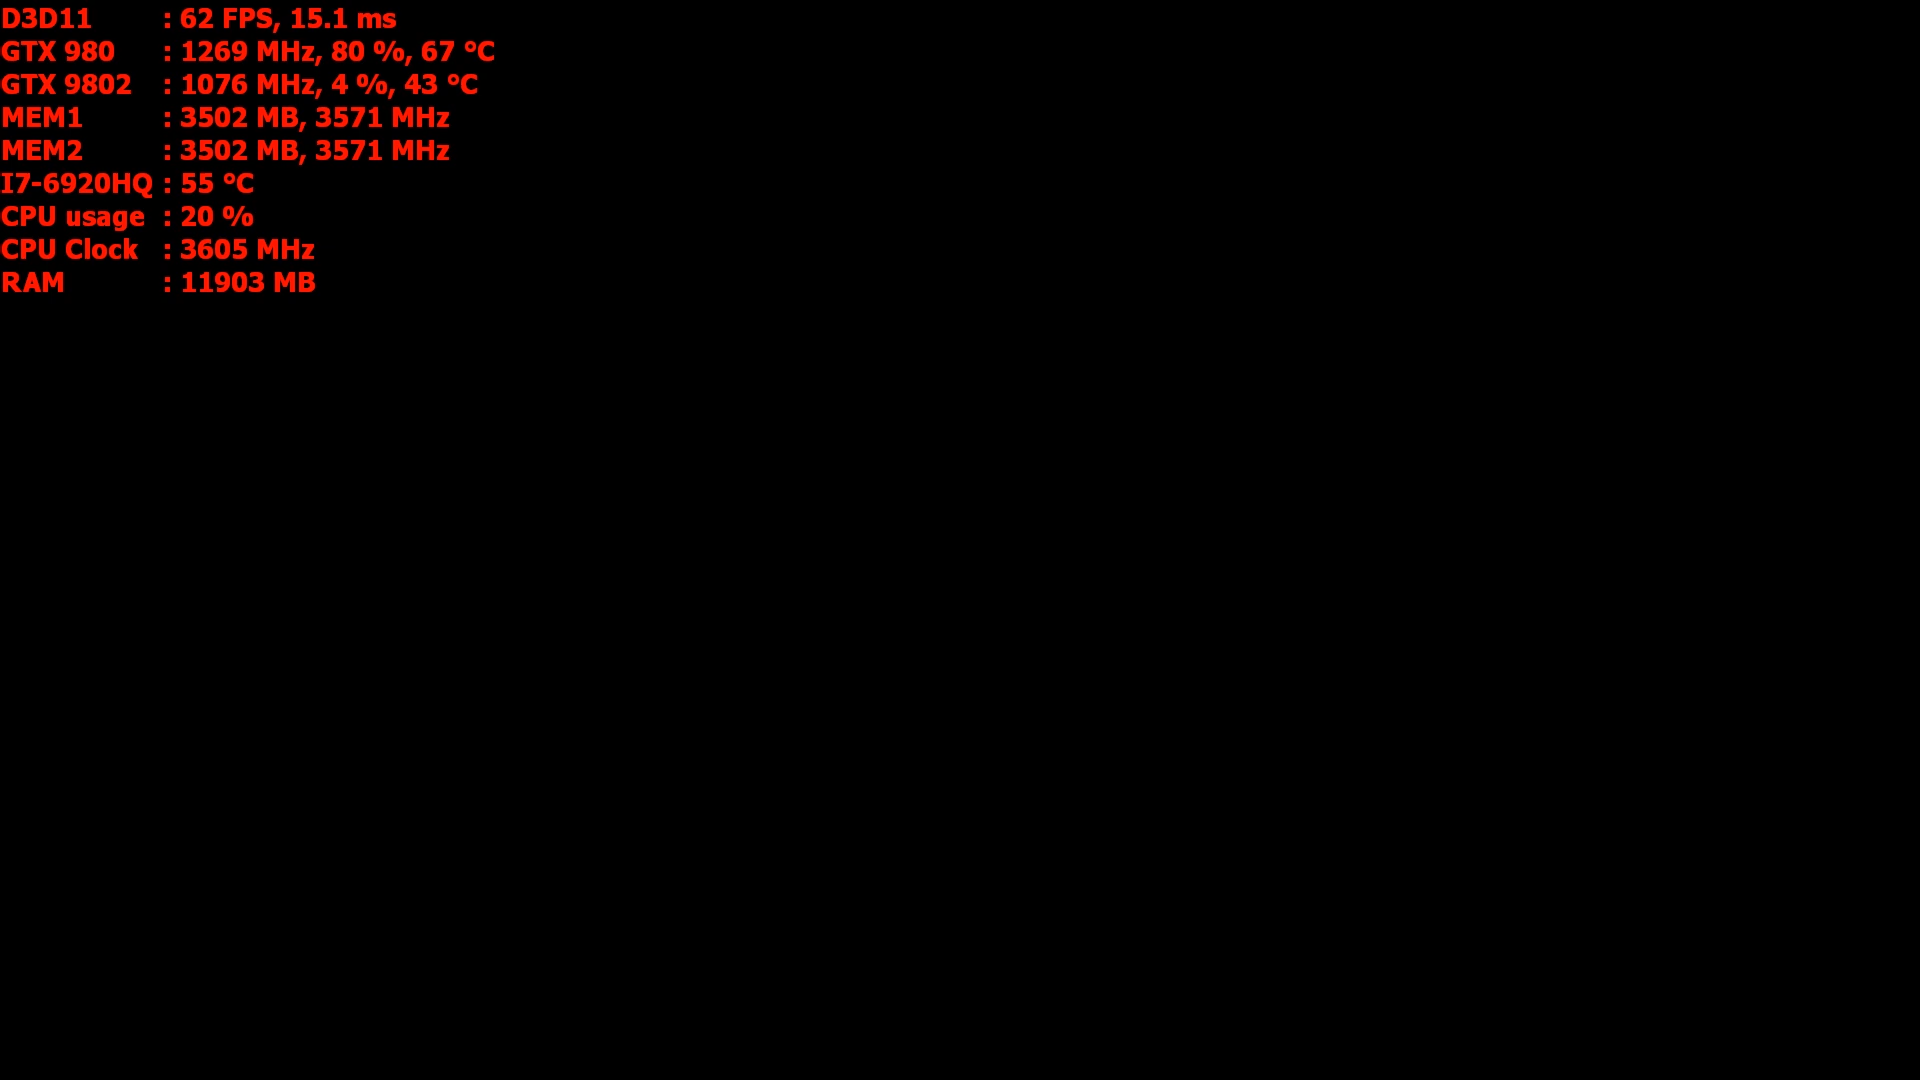 D3D11 : 62 FPS, 15.1 ms
GTX 980 : 1269 MHz, 80 %, 67 °C
GTX 9802 : 1076 MHz, 4 %, 43 °C
MEM1 : 3502 MB, 3571 MHz
MEM2 : 3502 MB, 3571 MHz
I7-6920HQ : 55 °C
CPU usage : 20 %
CPU Clock : 3605 MHz
RAM : 11903 MB